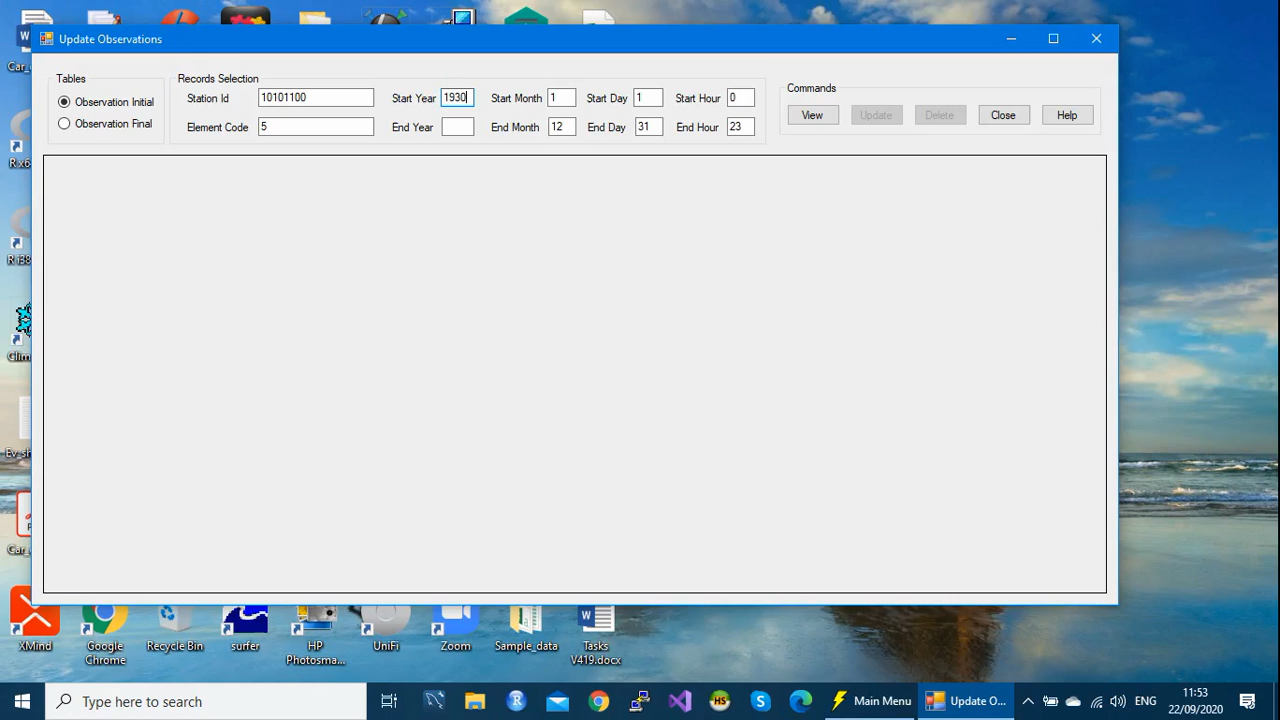 Update Observations
Tables
Observation Initial
Observation Final
Records Selection
Station Id 10101100 Start Year 1930 Start Month 1 Start Day 1 Start Hour 0
Element Code 5 End Year End Month 12 End Day 31 End Hour 23
Commands
View Update Delete Close Help
XMind
Google Chrome
Recycle Bin
surfer
HP Photosma...
UniFi
Zoom
Sample_data
Tasks V419.docx
Type here to search
Main Menu
Update O...
ENG
11:53
22/09/2020